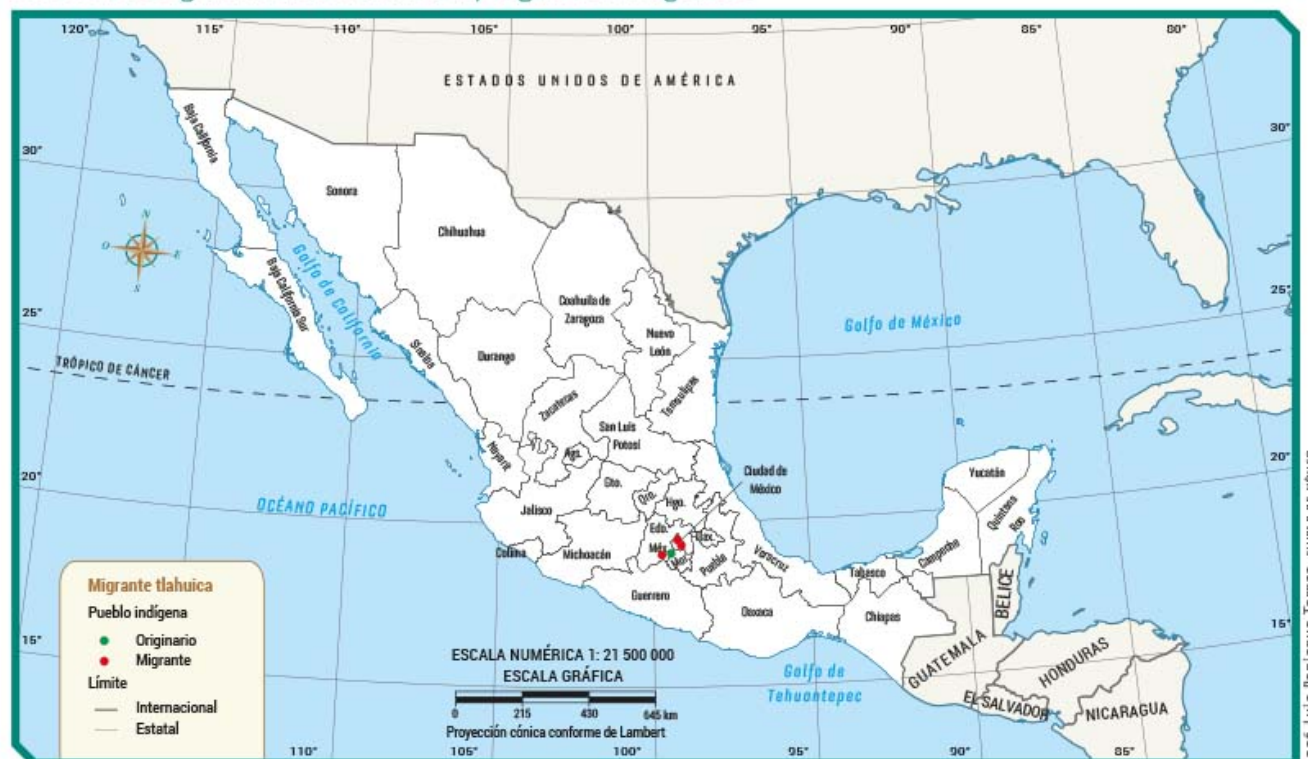 120°
115°
110°
105°
100°
95°
90°
85°
80°
ESTADOS UNIDOS DE AMÉRICA
30°
30°
Baja California
Sonora
Chihuahua
N
O
E
S
Golfo de California
Baja California Sur
Coahuila de
Zaragoza
Nuevo
León
25°
25°
Golfo de México
Sinaloa
Durango
TRÓPICO DE CÁNCER
Zacatecas
Tamaulipas
San Luis
Potosí
Nayarit
Ags.
20°
20°
Gto.
Qro.
Hgo.
Ciudad de
México
Yucatán
Quintana
Roo
OCÉANO PACÍFICO
Jalisco
Edo.
Méx.
Tlax.
Colima
Michoacán
Mor.
Puebla
Veracruz
Campeche
Tabasco
BELICE
Guerrero
Oaxaca
Chiapas
Migrante tlahuica
Pueblo indígena
Originario
Migrante
Límite
Internacional
Estatal
15°
15°
ESCALA NUMÉRICA 1: 21 500 000
ESCALA GRÁFICA
0 215 430 645 km
Proyección cónica conforme de Lambert
Golfo de
Tehuantepec
GUATEMALA
HONDURAS
EL SALVADOR
NICARAGUA
110°
105°
100°
95°
90°
85°